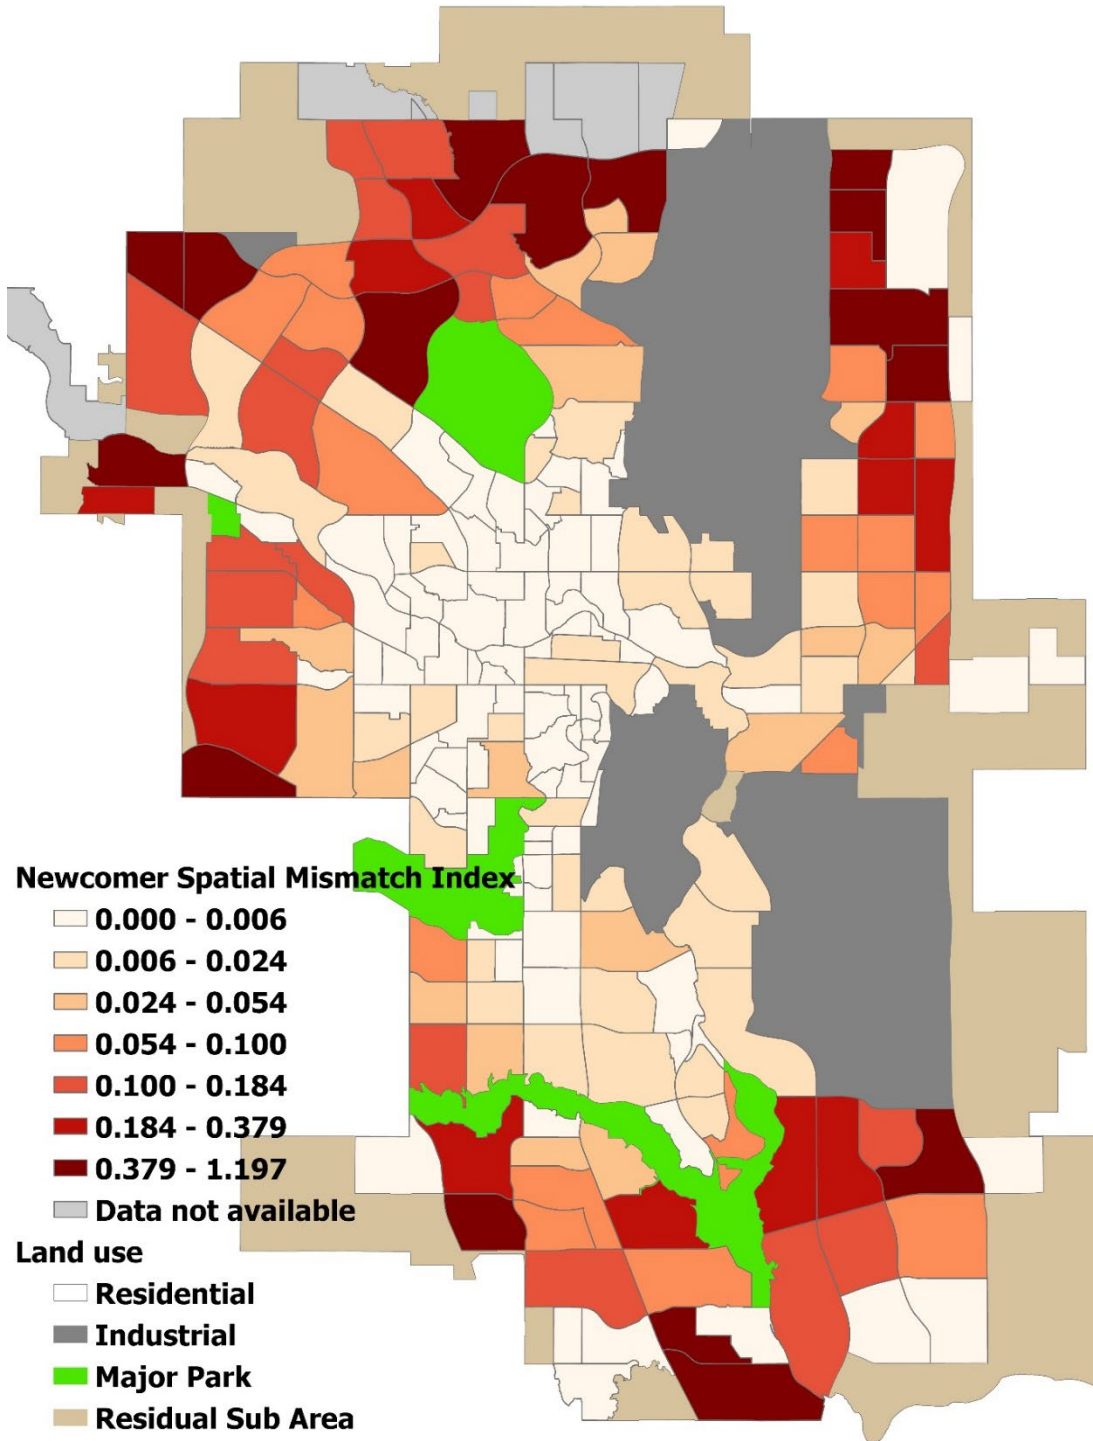 Newcomer Spatial Mismatch Index
0.000 - 0.006
0.006 - 0.024
0.024 - 0.054
0.054 - 0.100
0.100 - 0.184
0.184 - 0.379
0.379 - 1.197
Data not available
Land use
Residential
Industrial
Major Park
Residual Sub Area